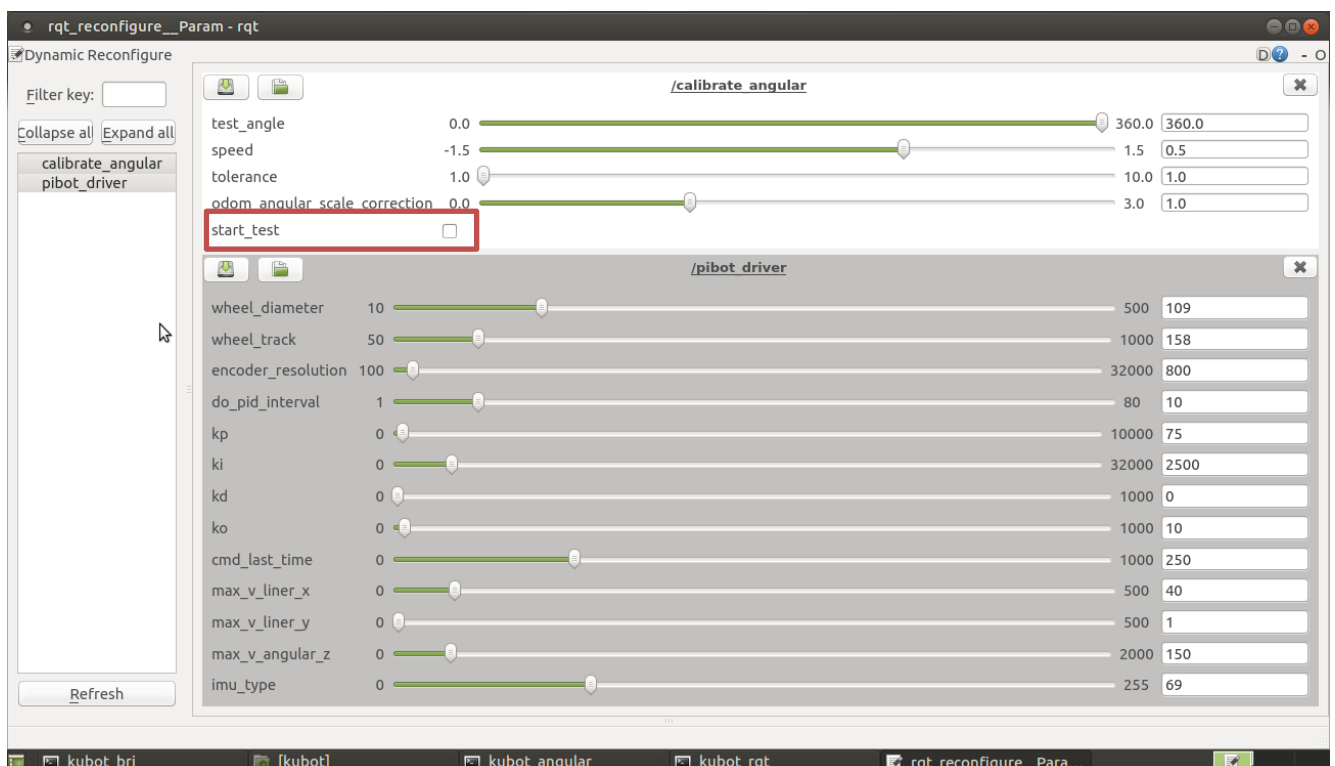 rqt_reconfigure__Param - rqt
Dynamic Reconfigure D - O
Filter key:
Collapse all Expand all
calibrate_angular
pibot_driver
Refresh
/calibrate_angular
test_angle 0.0 360.0 360.0
speed -1.5 1.5 0.5
tolerance 1.0 10.0 1.0
odom_angular_scale_correction 0.0 3.0 1.0
start_test
/pibot_driver
wheel_diameter 10 500 109
wheel_track 50 1000 158
encoder_resolution 100 32000 800
do_pid_interval 1 80 10
kp 0 10000 75
ki 0 32000 2500
kd 0 1000 0
ko 0 1000 10
cmd_last_time 0 1000 250
max_v_liner_x 0 500 40
max_v_liner_y 0 500 1
max_v_angular_z 0 2000 150
imu_type 0 255 69
kubot_bri [kubot] kubot_angular kubot_rqt rqt_reconfigure__Para...